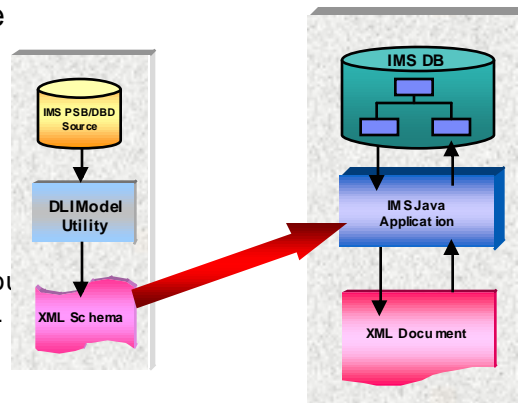 IMS PSB/DBD
Source
DLIModel
Utility
XML Schema
IMS DB
IMS Java
Application
XML Document